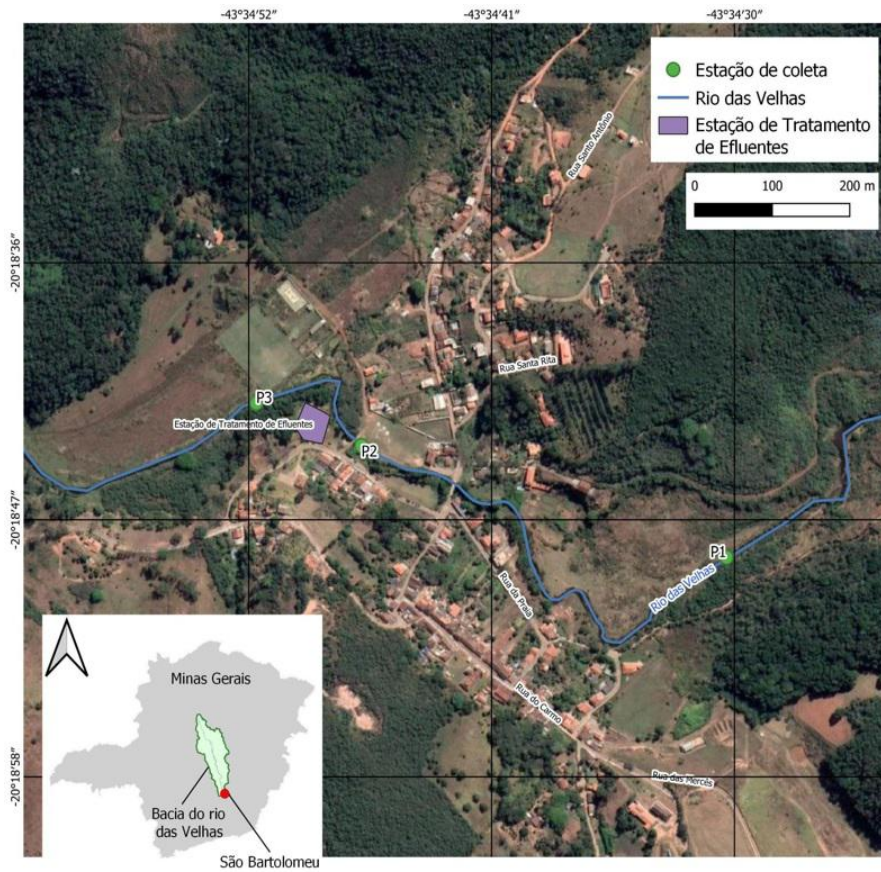 -43°34'52"
-43°34'41"
-43°34'30"
Estação de coleta
Rio das Velhas
Estação de Tratamento
de Efluentes
0 100 200 m
Rua Santo Antônio
-20°18'36"
Rua Santa Rita
P3
Estação de Tratamento de Efluentes
P2
-20°18'47"
P1
Rio das Velhas
Rua da Praia
Rua do Carmo
Rua das Mercês
-20°18'58"
Minas Gerais
Bacia do rio
das Velhas
São Bartolomeu